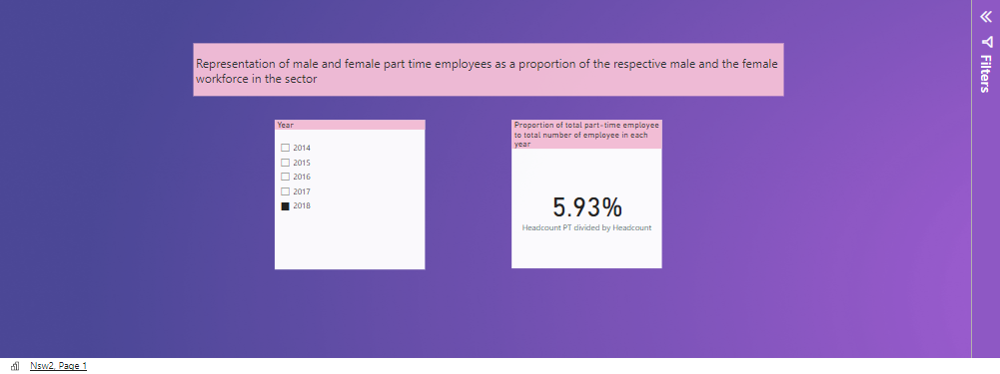 Representation of male and female part time employees as a proportion of the respective male and the female
workforce in the sector
Filters
Year
2014
2015
2016
2017
2018
Proportion of total part-time employee
to total number of employee in each
year
5.93%
Headcount PT divided by Headcount
Nsw2, Page 1